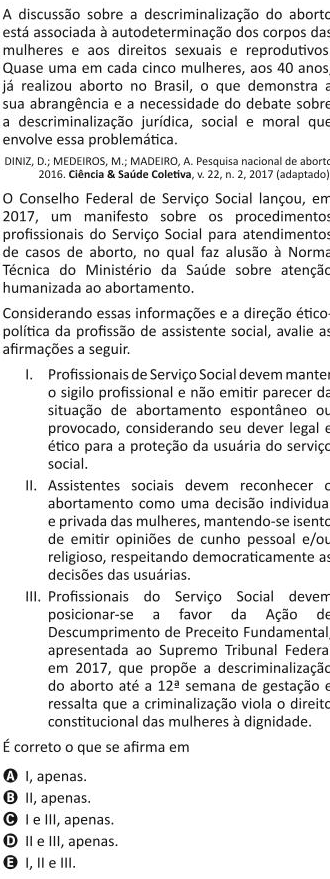 A discussão sobre a descriminalização do aborto
está associada à autodeterminação dos corpos das
mulheres e aos direitos sexuais e reprodutivos
Quase uma em cada cinco mulheres, aos 40 anos,
já realizou aborto no Brasil, o que demonstra a
sua abrangência e a necessidade do debate sobre
a descriminalização jurídica, social e moral que
envolve essa problemática.
DINIZ, D.; MEDEIROS, M.; MADEIRO, A. Pesquisa nacional de aborto
2016. Ciência & Saúde Coletiva, v. 22, n. 2, 2017 (adaptado)
O Conselho Federal de Serviço Social lançou, em
2017, um manifesto sobre os procedimentos
profissionais do Serviço Social para atendimentos
de casos de aborto, no qual faz alusão à Norma
Técnica do Ministério da Saúde sobre atenção
humanizada ao abortamento.
Considerando essas informações e a direção ético-
política da profissão de assistente social, avalie as
afirmações a seguir.
I. Profissionais de Serviço Social devem manter
o sigilo profissional e não emitir parecer da
situação de abortamento espontâneo ou
provocado, considerando seu dever legal e
ético para a proteção da usuária do serviço
social.
II. Assistentes sociais devem reconhecer o
abortamento como uma decisão individual
e privada das mulheres, mantendo-se isento
de emitir opiniões de cunho pessoal e/ou
religioso, respeitando democraticamente as
decisões das usuárias.
III. Profissionais do Serviço Social devem
posicionar-se a favor da Ação de
Descumprimento de Preceito Fundamental,
apresentada ao Supremo Tribunal Federal
em 2017, que propõe a descriminalização
do aborto até a 12ª semana de gestação e
ressalta que a criminalização viola o direito
constitucional das mulheres à dignidade.
É correto o que se afirma em
A I, apenas.
B II, apenas.
C I e III, apenas.
D II e III, apenas.
E I, II e III.